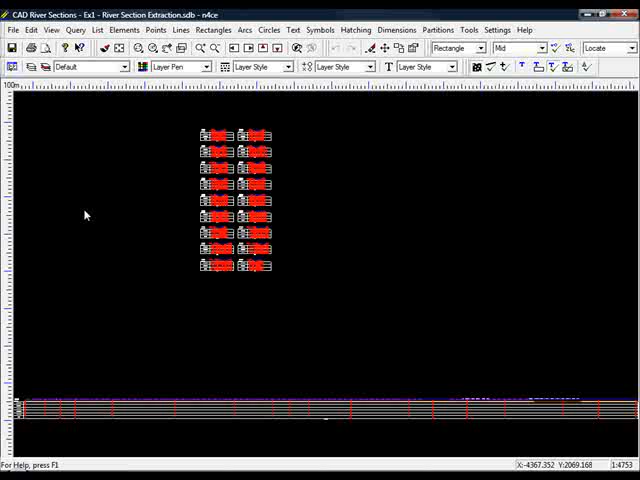 CAD River Sections - Ex1 - River Section Extraction.sdb - n4ce
File Edit View Query List Elements Points Lines Rectangles Arcs Circles Text Symbols Hatching Dimensions Partitions Tools Settings Help
Rectangle Mid Locate
Default Layer Pen Layer Style Layer Style Layer Style
100m
For Help, press F1 X:-4367.352 Y:2069.168 1:4753